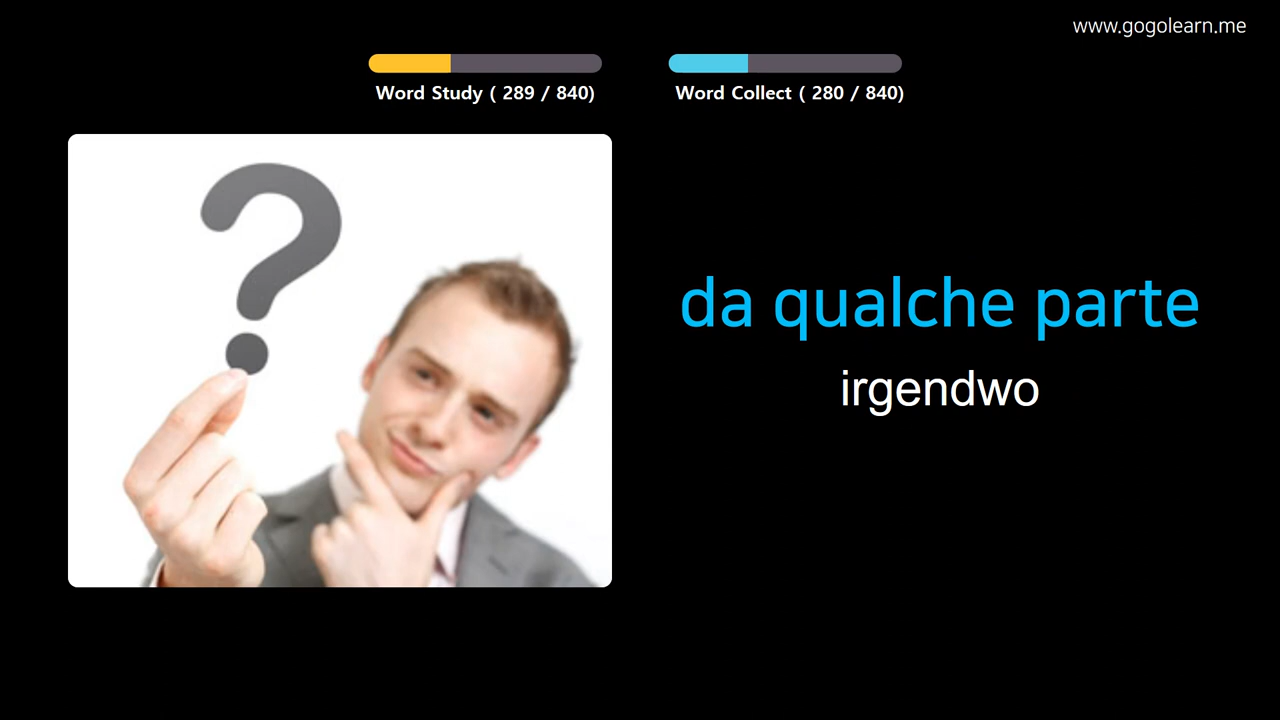 www.gogolearn.me
Word Study ( 289 / 840)
Word Collect ( 280 / 840)
?
da qualche parte
irgendwo